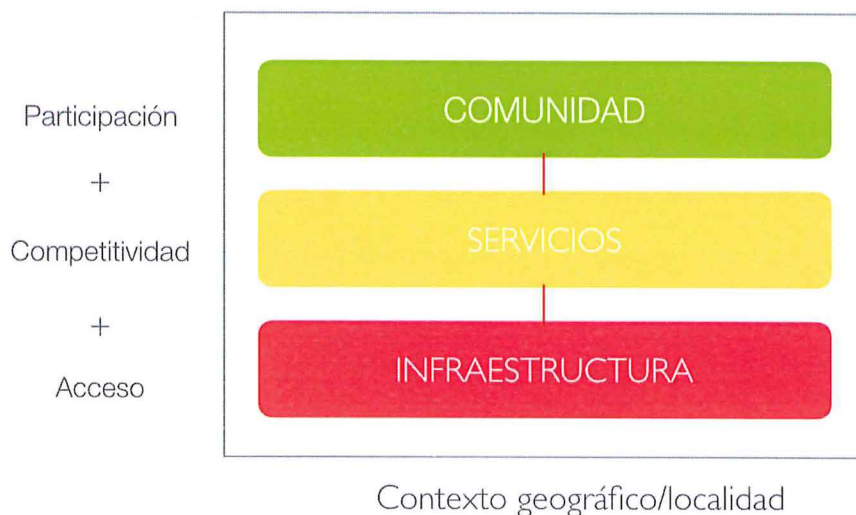 Participación
COMUNIDAD
+
Competitividad
SERVICIOS
+
Acceso
INFRAESTRUCTURA
Contexto geográfico/localidad